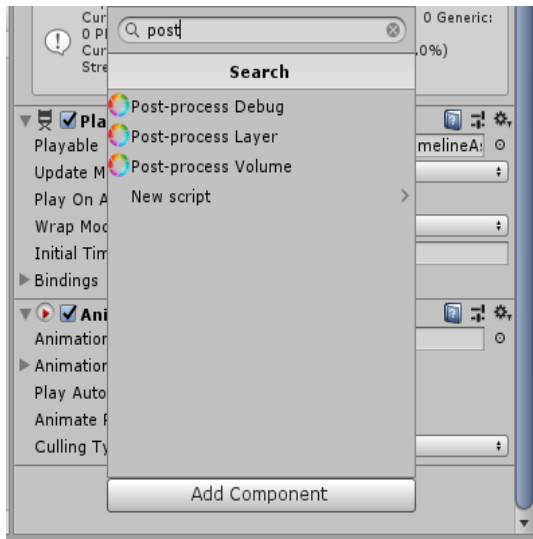 Cur
0 Generic:
0 Pl
Cur
.0%)
Stre
post
Search
Post-process Debug
Post-process Layer
Post-process Volume
New script
Pla
Playable
melineA:
Update M
Play On A
Wrap Mod
Initial Tim
Bindings
Ani
Animation
Animation
Play Auto
Animate P
Culling Ty
Add Component